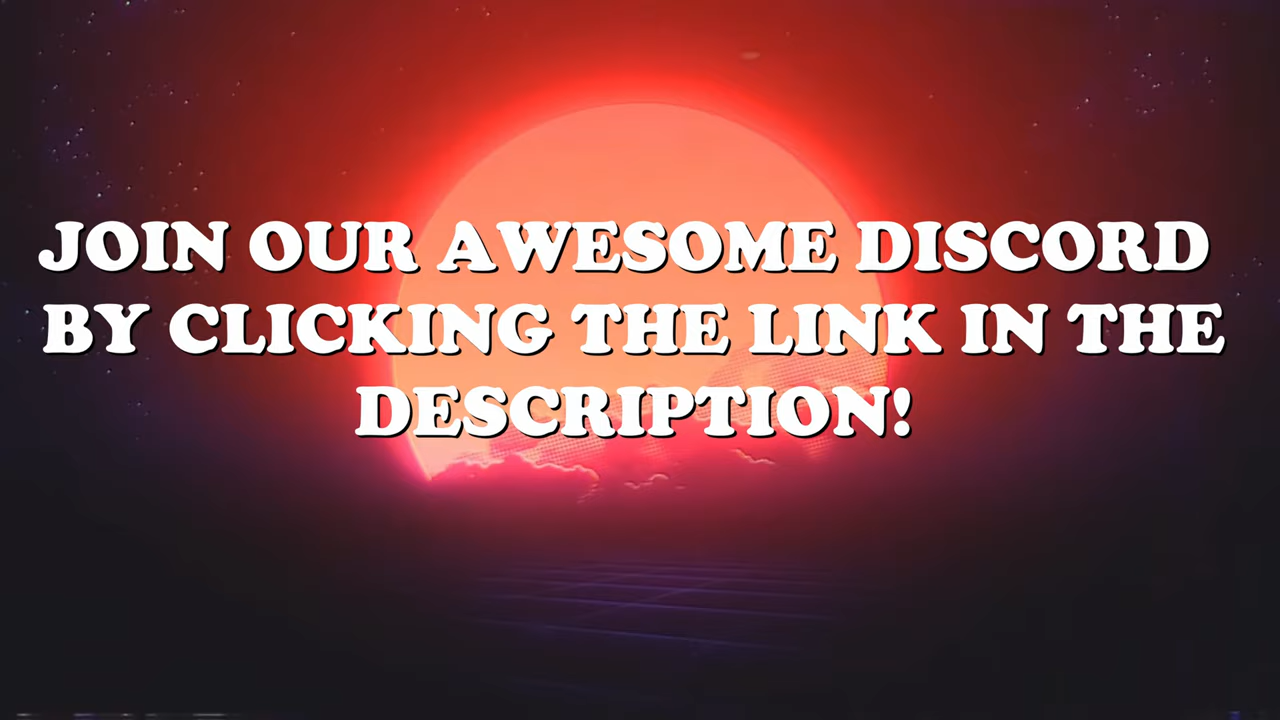 JOIN OUR AWESOME DISCORD
BY CLICKING THE LINK IN THE
DESCRIPTION!